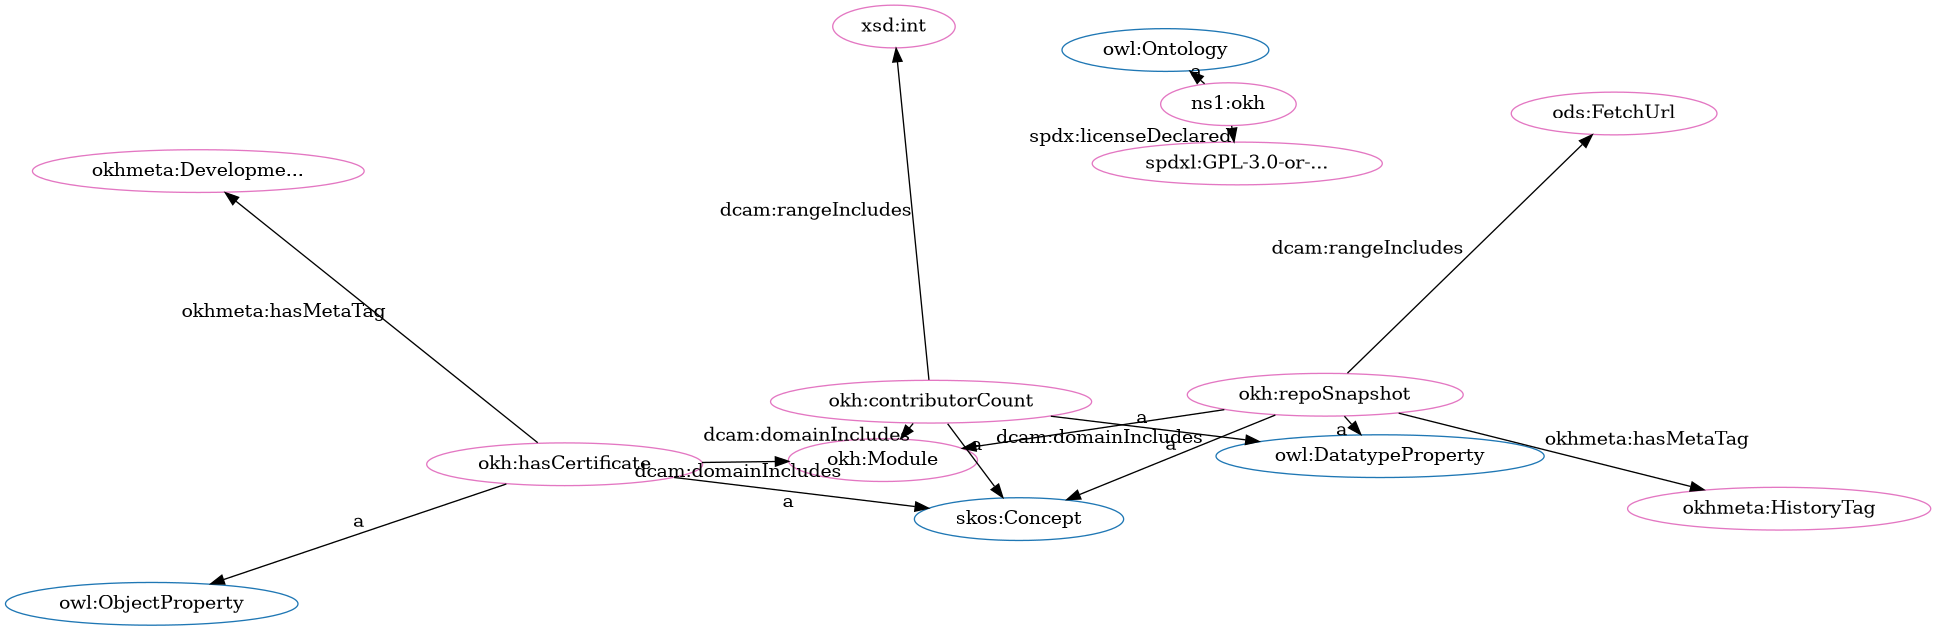 xsd:int
owl:Ontology
a
ns1:okh
ods:FetchUrl
spdx:licenseDeclared
spdxl:GPL-3.0-or-...
okhmeta:Developme...
dcam:rangeIncludes
dcam:rangeIncludes
okhmeta:hasMetaTag
okh:contributorCount
okh:repoSnapshot
a
a
dcam:domainIncludes
dcam:domainIncludes
a
a
okhmeta:hasMetaTag
okh:hasCertificate
okh:Module
owl:DatatypeProperty
dcam:domainIncludes
a
okhmeta:HistoryTag
skos:Concept
a
owl:ObjectProperty